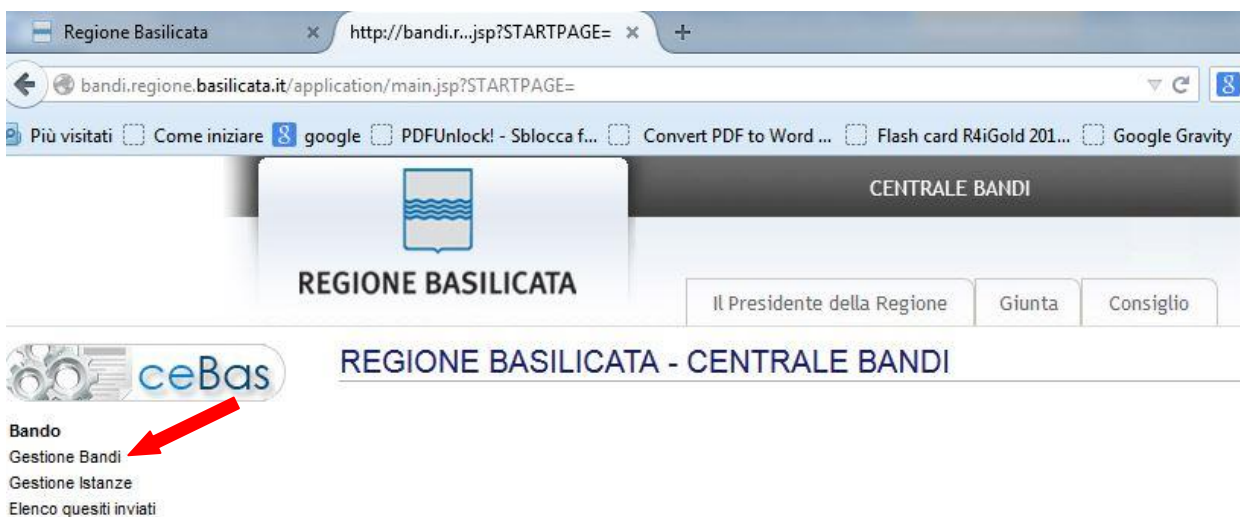 Regione Basilicata
http://bandi.r...jsp?STARTPAGE=
bandi.regione.basilicata.it/application/main.jsp?STARTPAGE=
Più visitati Come iniziare google PDFUnlock! - Sblocca f... Convert PDF to Word ... Flash card R4iGold 201... Google Gravity
CENTRALE BANDI
REGIONE BASILICATA
Il Presidente della Regione Giunta Consiglio
ceBas
REGIONE BASILICATA - CENTRALE BANDI
Bando
Gestione Bandi
Gestione Istanze
Elenco quesiti inviati